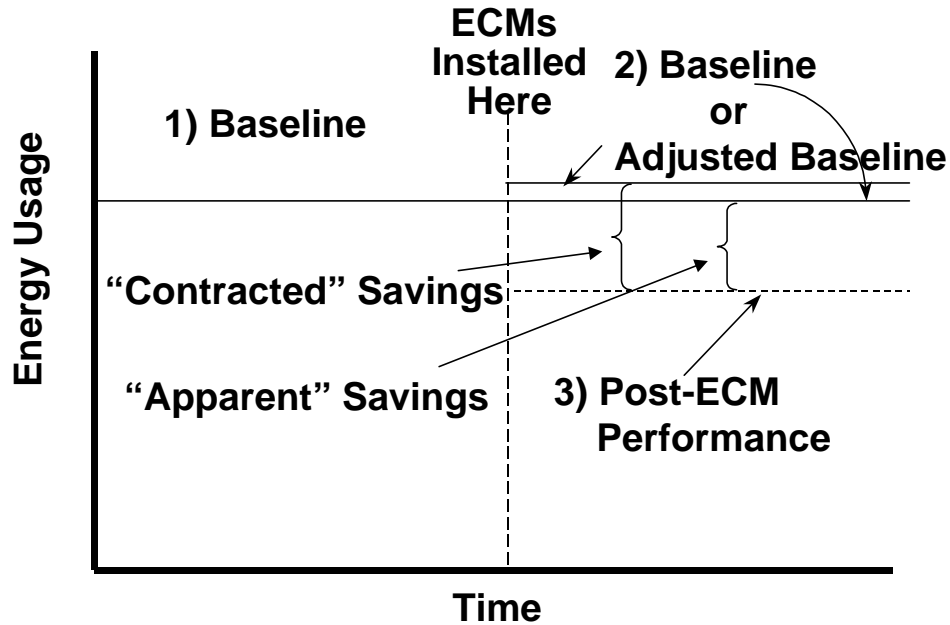 ECMs
Installed
Here
1) Baseline
2) Baseline
or
Adjusted Baseline
Energy Usage
“Contracted” Savings
“Apparent” Savings
3) Post-ECM
Performance
Time